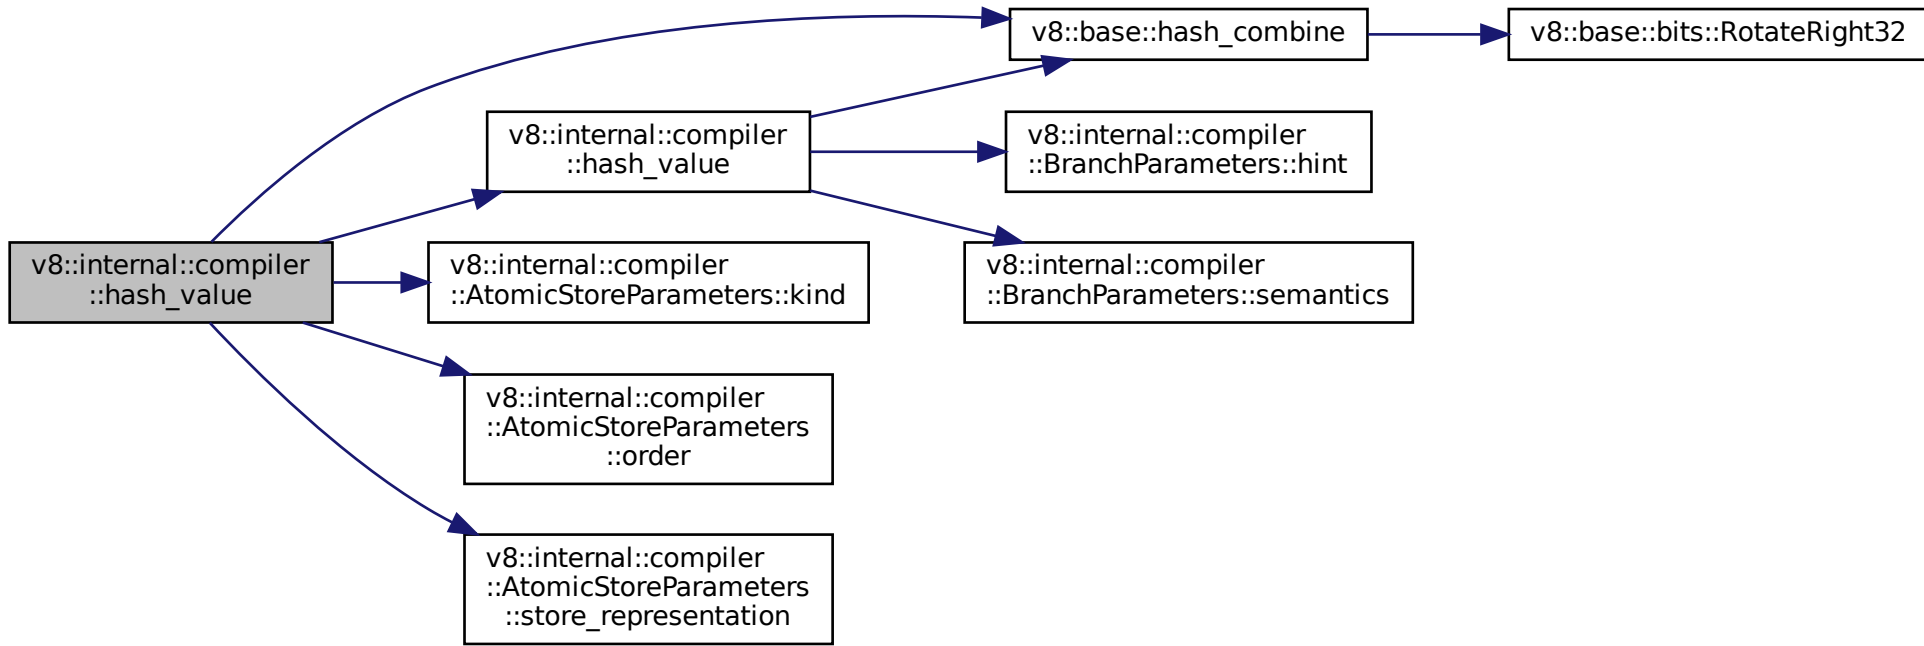 v8::internal::compiler
::hash_value
v8::base::hash_combine
v8::base::bits::RotateRight32
v8::internal::compiler
::hash_value
v8::internal::compiler
::BranchParameters::hint
v8::internal::compiler
::BranchParameters::semantics
v8::internal::compiler
::AtomicStoreParameters::kind
v8::internal::compiler
::AtomicStoreParameters
::order
v8::internal::compiler
::AtomicStoreParameters
::store_representation